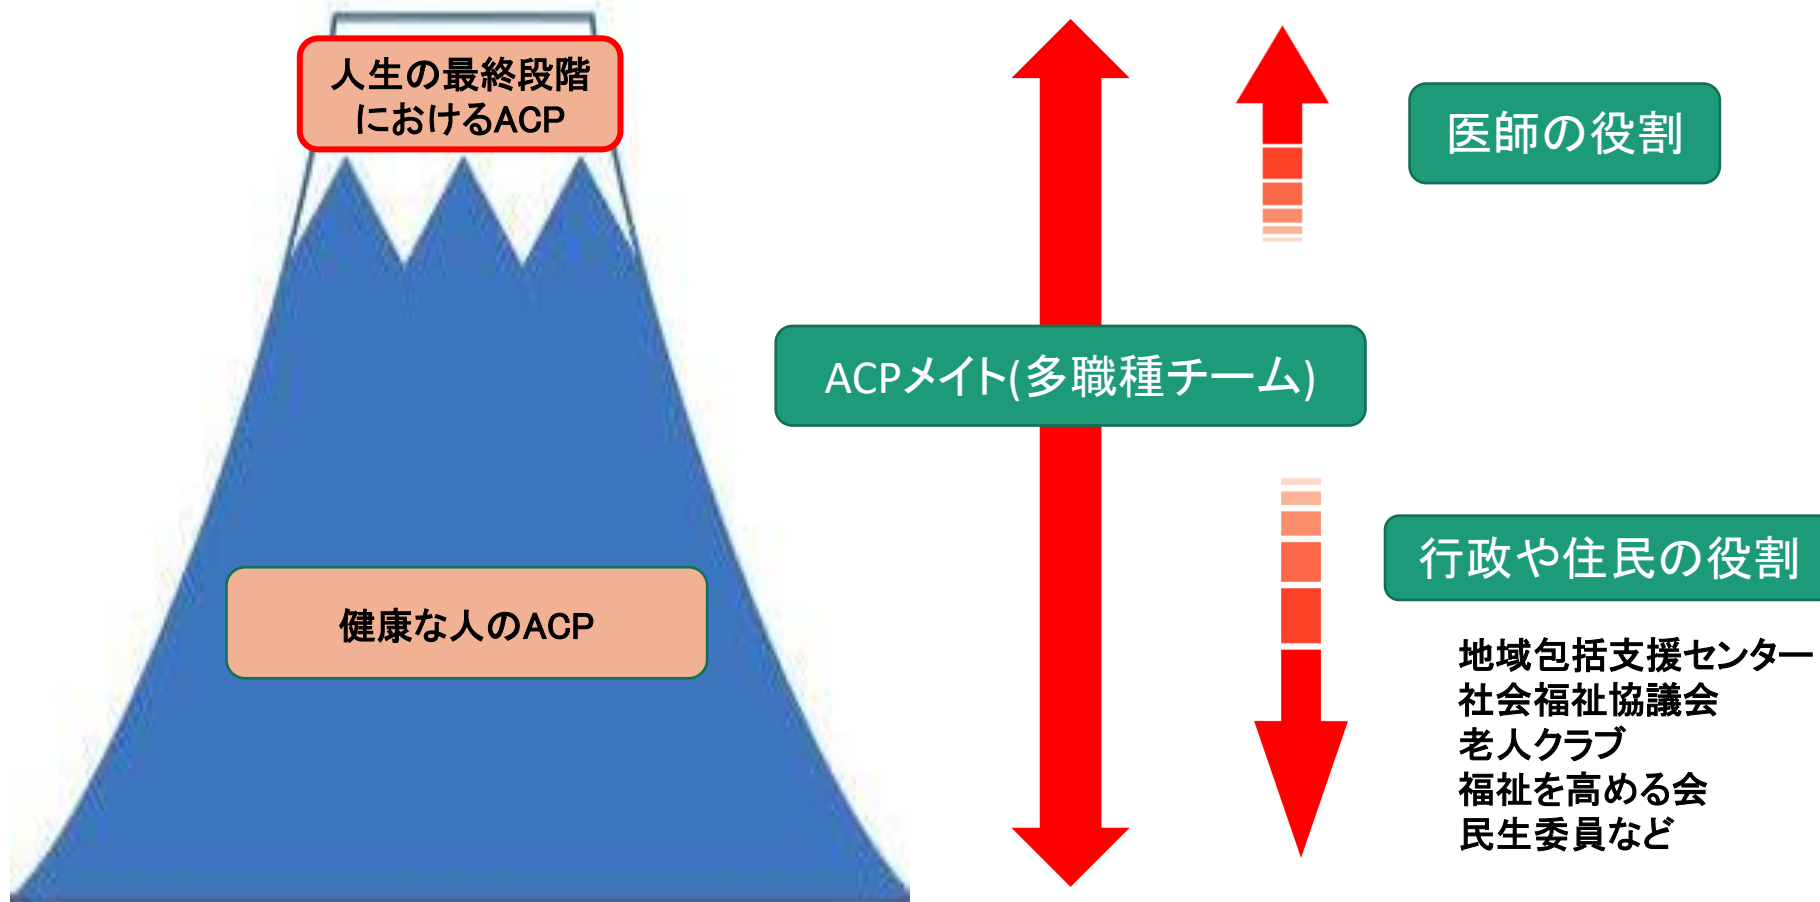 人生の最終段階
におけるACP
医師の役割
ACPメイト(多職種チーム)
健康な人のACP
行政や住民の役割
地域包括支援センター
社会福祉協議会
老人クラブ
福祉を高める会
民生委員など